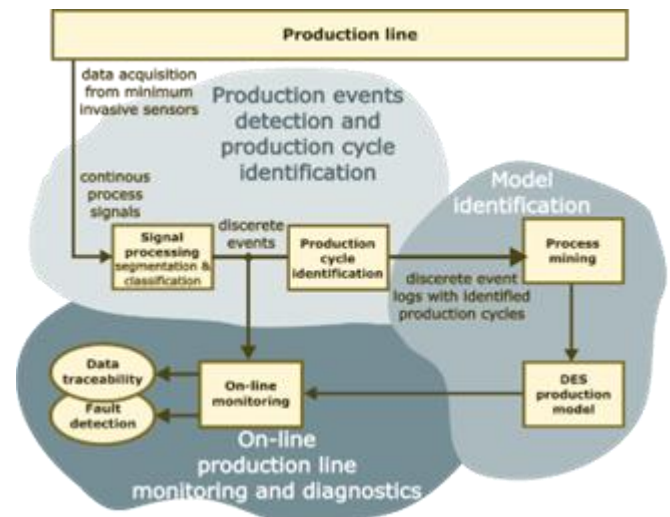 Production line
data acquisition
from minimum
invasive sensors
Production events
detection and
production cycle
identification
continous
process
signals
Model
identification
Signal
processing
segmentation &
classification
discerete
events
Production
cycle
identification
Process
mining
discerete event
logs with identified
production cycles
Data
traceability
Fault
detection
On-line
monitoring
DES
production
model
On-line
production line
monitoring and diagnostics